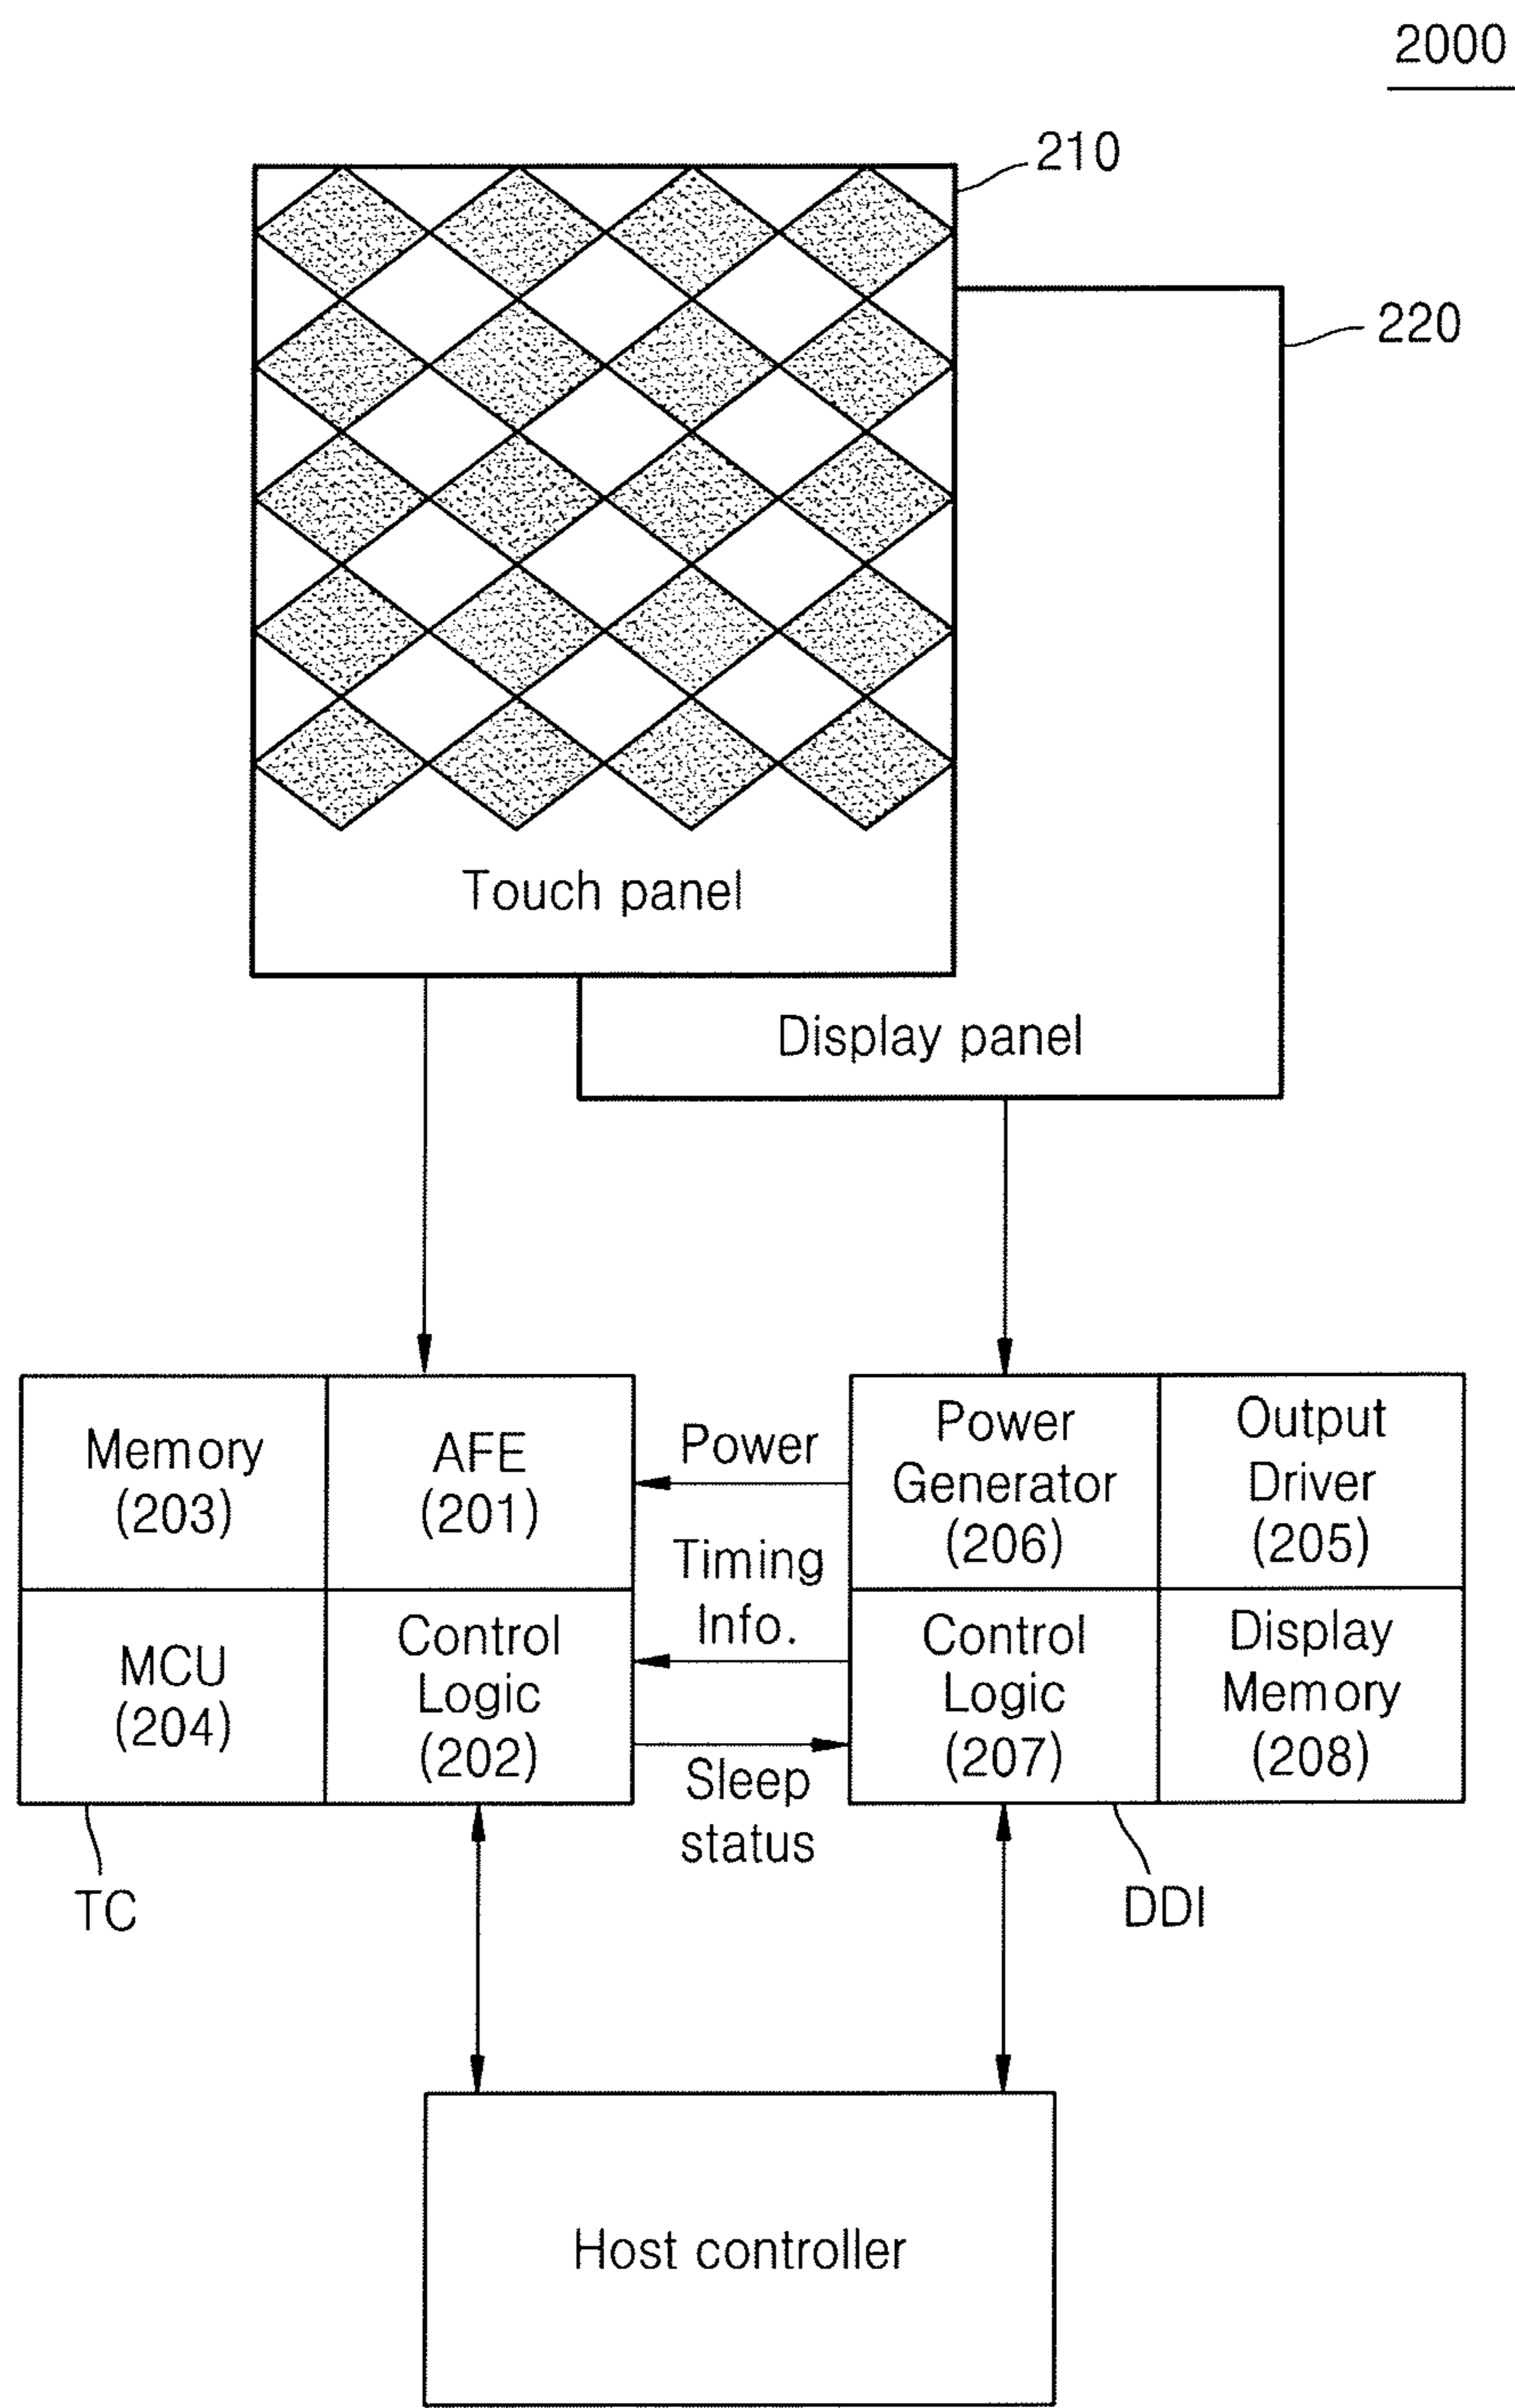 2000
210
220
Touch panel
Display panel
Memory
(203)
AFE
(201)
MCU
(204)
Control
Logic
(202)
Power
Timing
Info.
Sleep
status
Power
Generator
(206)
Output
Driver
(205)
Control
Logic
(207)
Display
Memory
(208)
TC
DDI
Host controller